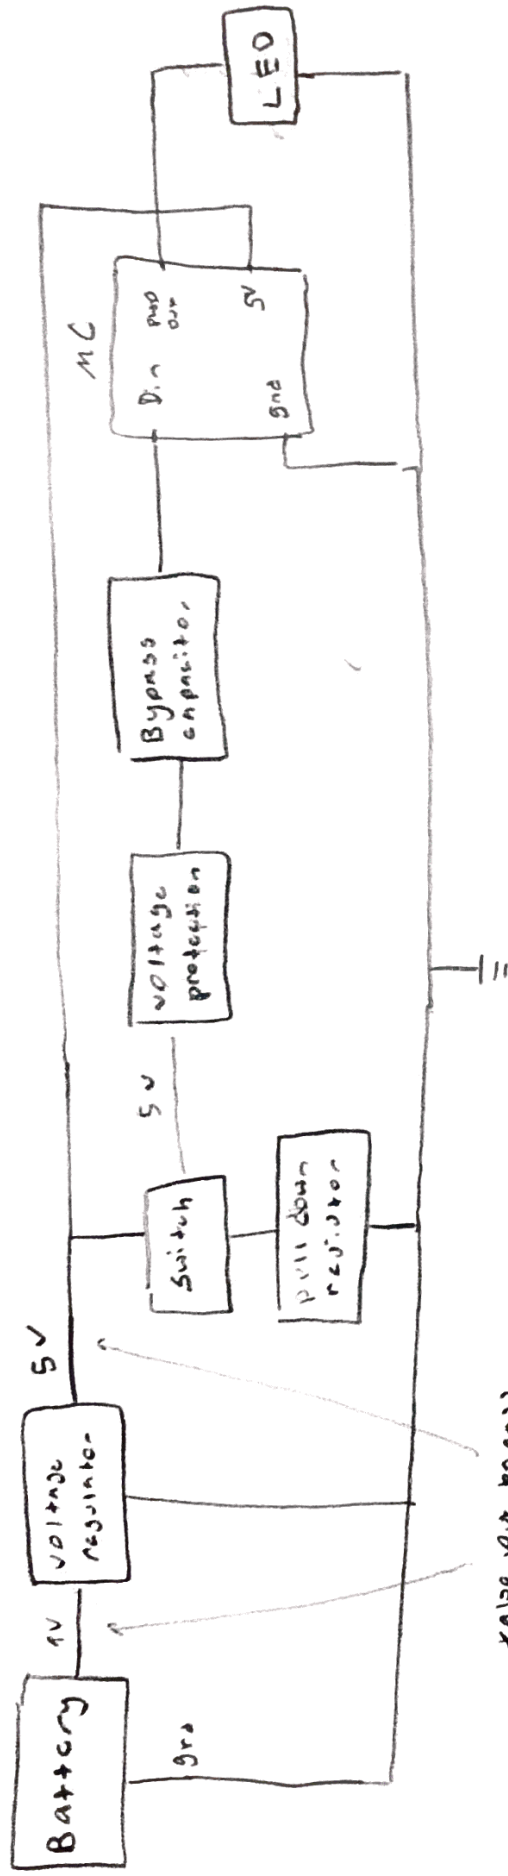 Battery
gnd
9V
voltage
regulator
5V
Switch
pull down
resistor
5V
voltage
protection
Bypass
capacitor
MC
Din
PWD
out
gnd
5V
LED